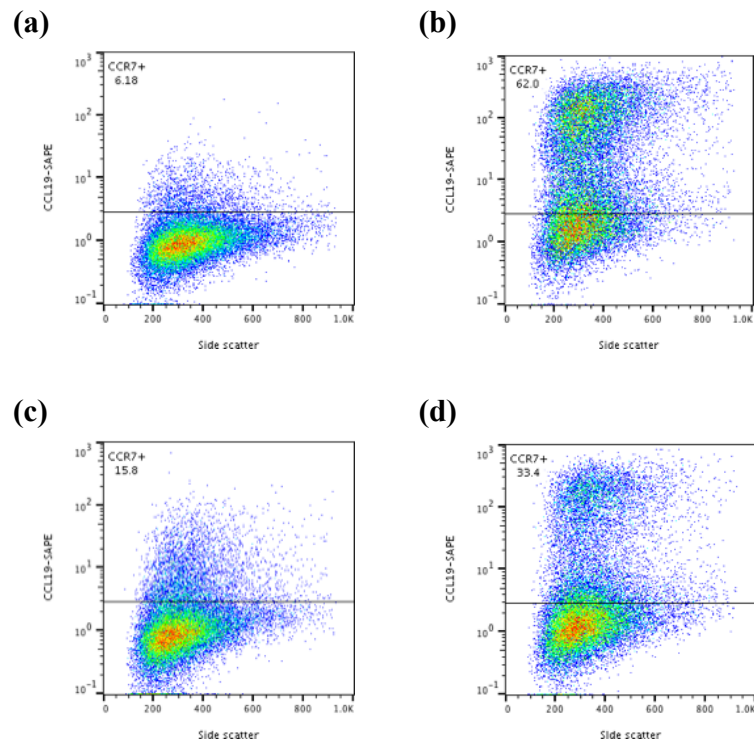 (a)
10³
CCR7+
6.18
10²
10¹
10⁰
10⁻¹
CCL19-SAPE
0 200 400 600 800 1.0K
Side scatter
(b)
10³
CCR7+
62.0
10²
10¹
10⁰
10⁻¹
CCL19-SAPE
0 200 400 600 800 1.0K
Side scatter
(c)
10³
CCR7+
15.8
10²
10¹
10⁰
10⁻¹
CCL19-SAPE
0 200 400 600 800 1.0K
Side scatter
(d)
10³
CCR7+
33.4
10²
10¹
10⁰
10⁻¹
CCL19-SAPE
0 200 400 600 800 1.0K
Side scatter